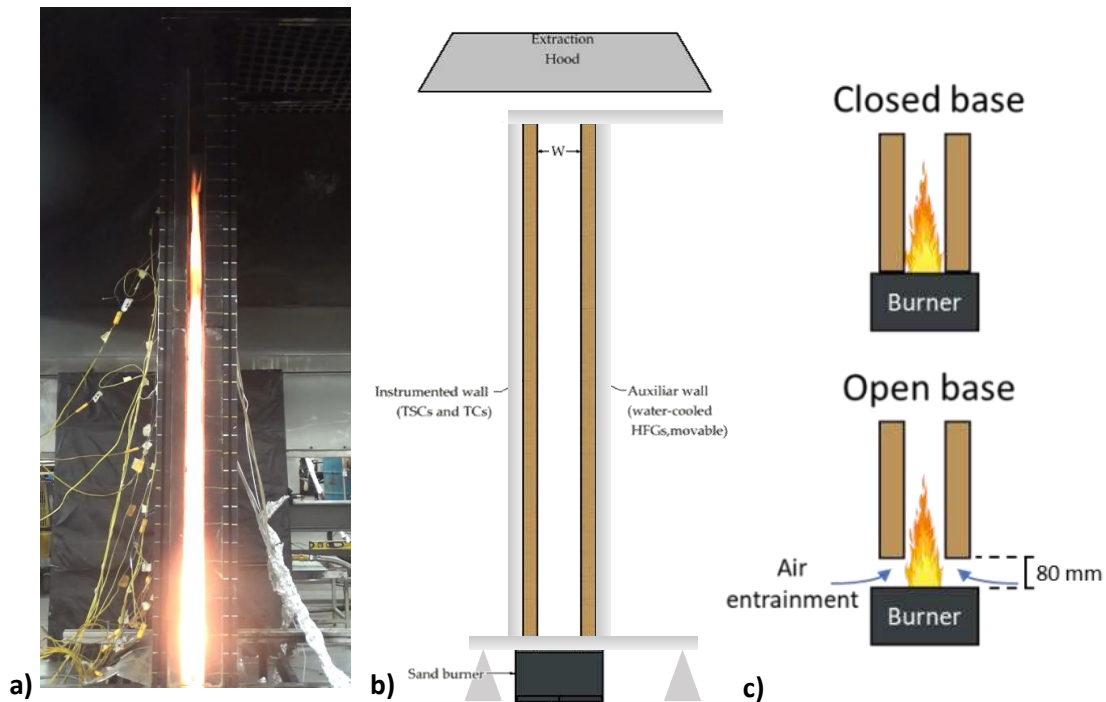 Extraction
Hood
W
Instrumented wall
(TSCs and TCs)
Auxiliar wall
(water-cooled
HFGs,movable)
Sand burner
Closed base
Burner
Open base
Air
entrainment
80 mm
Burner
a)
b)
c)